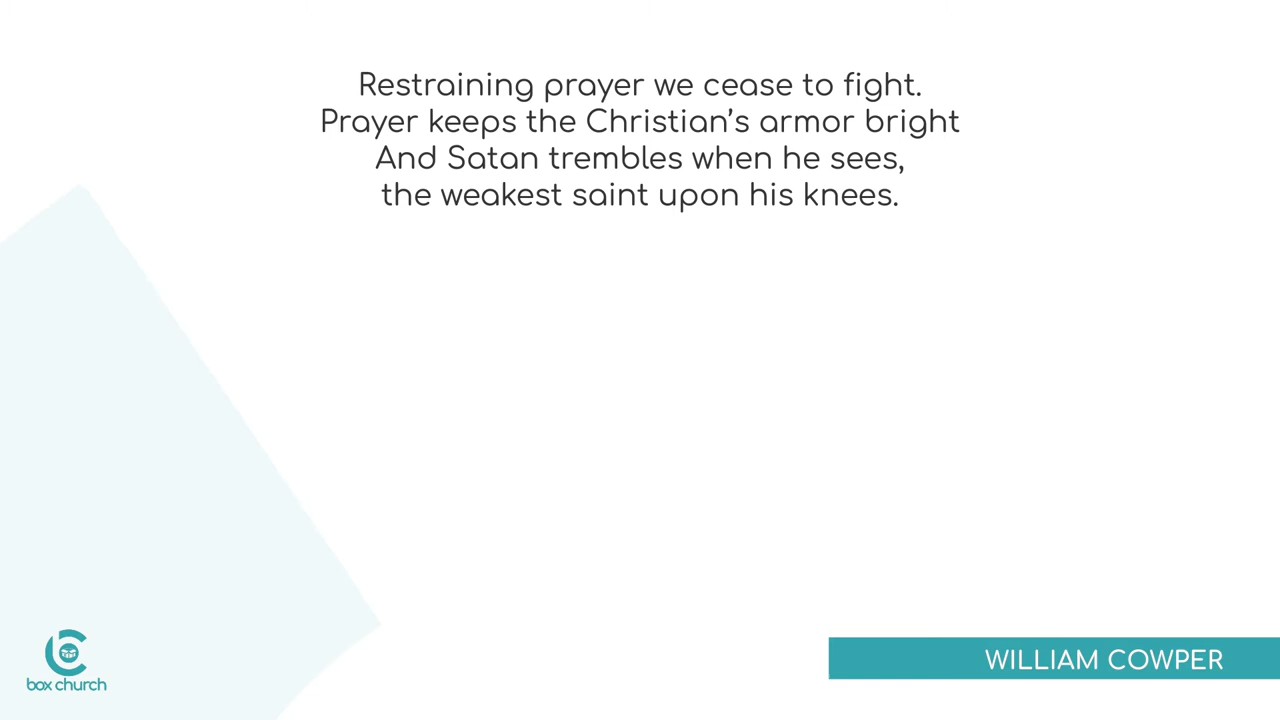 Restraining prayer we cease to fight.
Prayer keeps the Christian’s armor bright
And Satan trembles when he sees,
the weakest saint upon his knees.
box church
WILLIAM COWPER